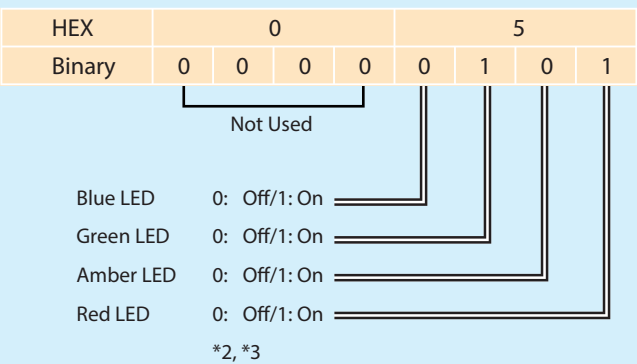 HEX 0 5
Binary 0 0 0 0 0 1 0 1
Not Used
Blue LED 0: Off/1: On
Green LED 0: Off/1: On
Amber LED 0: Off/1: On
Red LED 0: Off/1: On
*2, *3